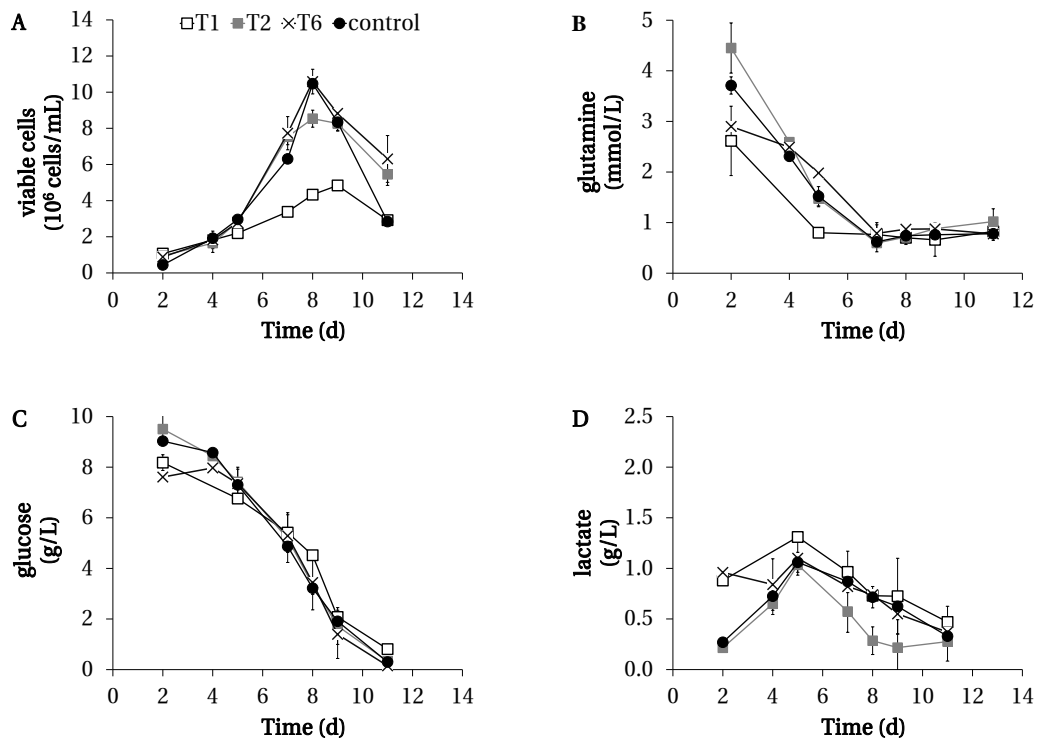 A
T1 T2 T6 control
14
12
10
8
6
4
2
0
viable cells
(10⁶ cells/mL)
0 2 4 6 8 10 12 14
Time (d)
B
5
4
3
2
1
0
glutamine
(mmol/L)
0 2 4 6 8 10 12
Time (d)
C
10
8
6
4
2
0
glucose
(g/L)
0 2 4 6 8 10 12 14
Time (d)
D
2.5
2.0
1.5
1.0
0.5
0.0
lactate
(g/L)
0 2 4 6 8 10 12 14
Time (d)